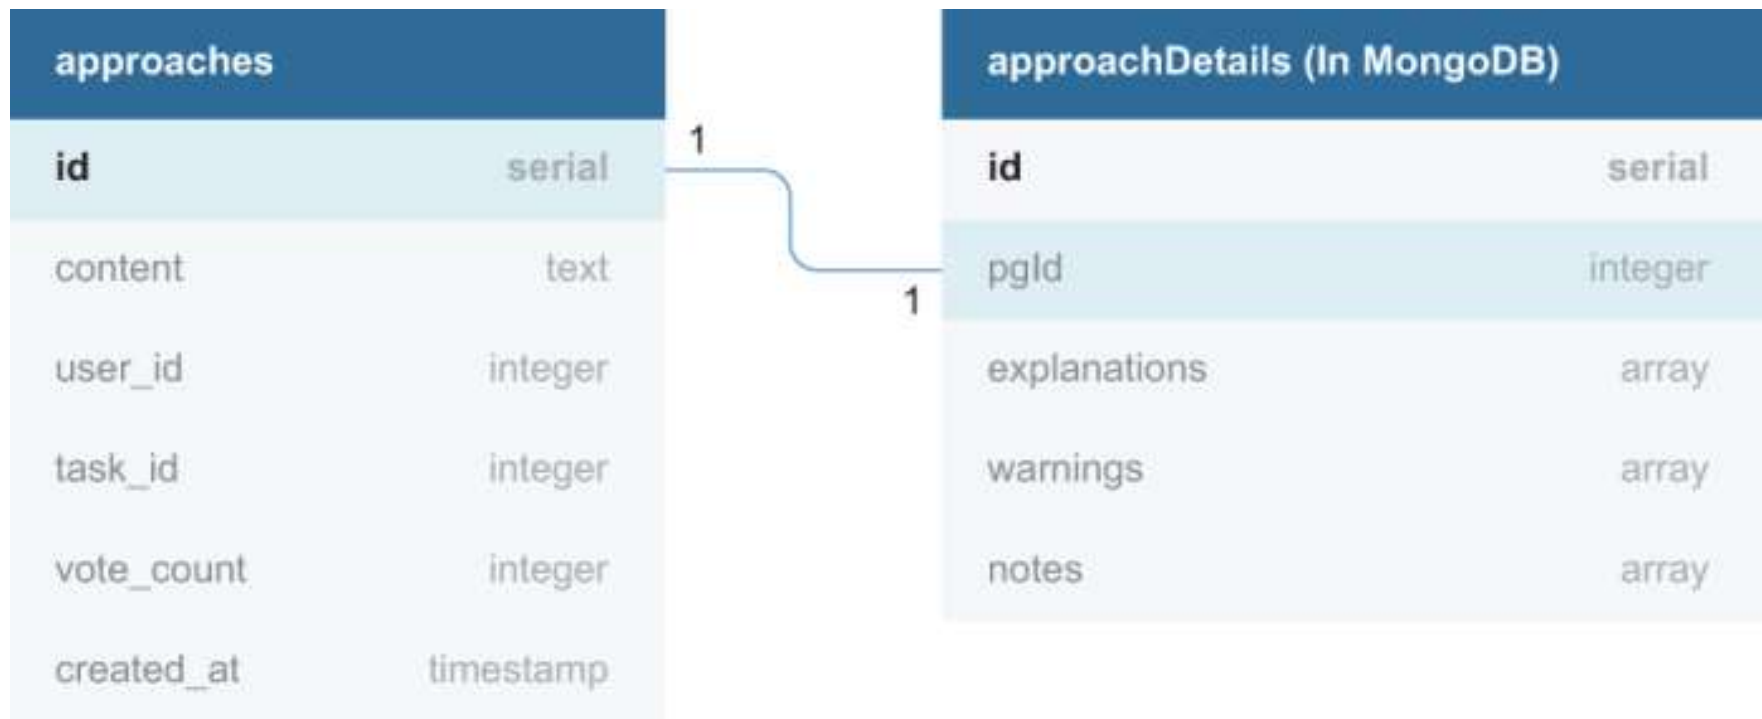 approaches
id serial
content text
user_id integer
task_id integer
vote_count integer
created_at timestamp
1
1
approachDetails (In MongoDB)
id serial
pgId integer
explanations array
warnings array
notes array